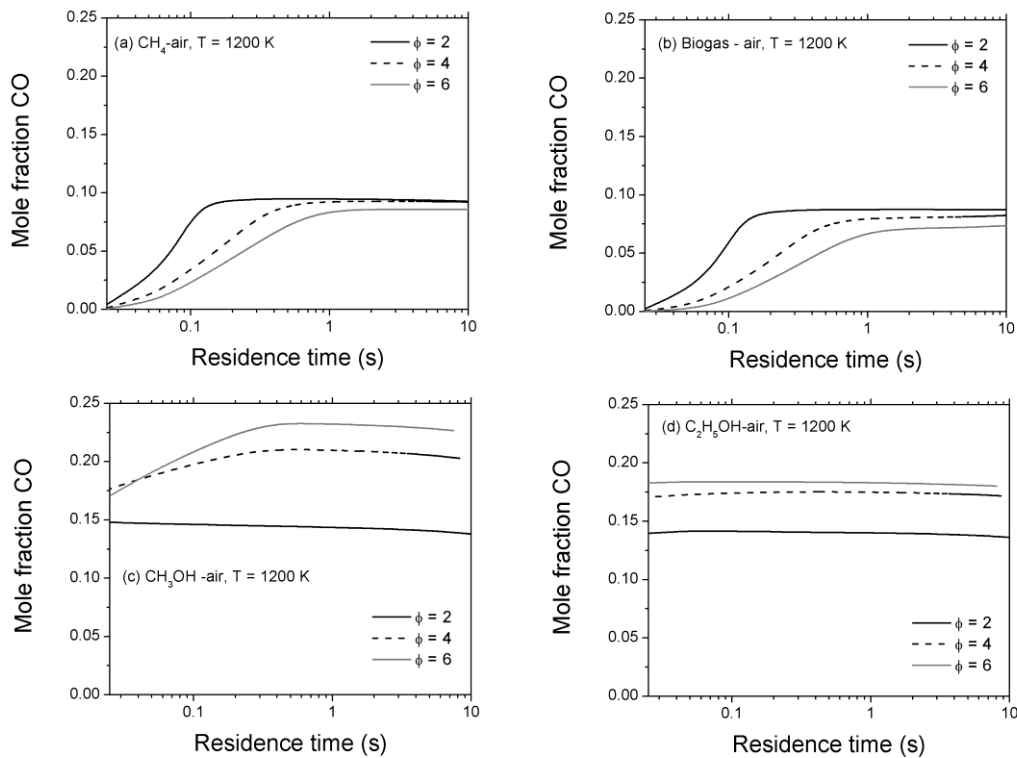 (a) CH₄-air, T = 1200 K
ϕ = 2
ϕ = 4
ϕ = 6
Mole fraction CO
0.25
0.20
0.15
0.10
0.05
0.00
0.1
1
10
Residence time (s)
(b) Biogas - air, T = 1200 K
ϕ = 2
ϕ = 4
ϕ = 6
Mole fraction CO
0.25
0.20
0.15
0.10
0.05
0.00
0.1
1
10
Residence time (s)
(c) CH₃OH -air, T = 1200 K
ϕ = 2
ϕ = 4
ϕ = 6
Mole fraction CO
0.25
0.20
0.15
0.10
0.05
0.00
0.1
1
10
Residence time (s)
(d) C₂H₅OH-air, T = 1200 K
ϕ = 2
ϕ = 4
ϕ = 6
Mole fraction CO
0.25
0.20
0.15
0.10
0.05
0.00
0.1
1
10
Residence time (s)